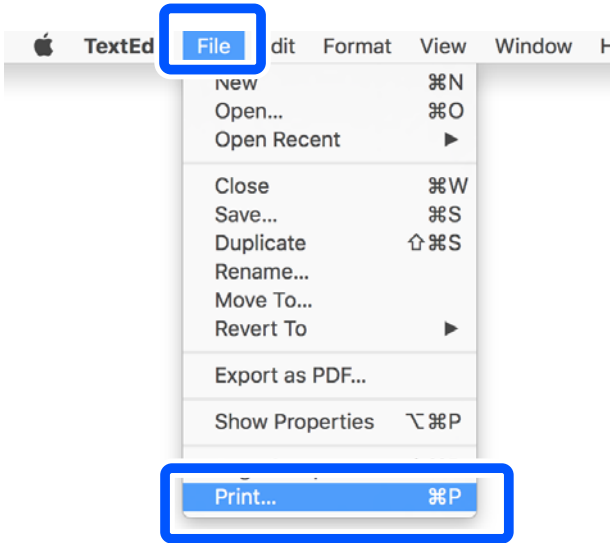 TextEd File dit Format View Window H
New ⌘N
Open... ⌘O
Open Recent ▶
Close ⌘W
Save... ⌘S
Duplicate ⇧⌘S
Rename...
Move To...
Revert To ▶
Export as PDF...
Show Properties ⌥⌘P
Print... ⌘P